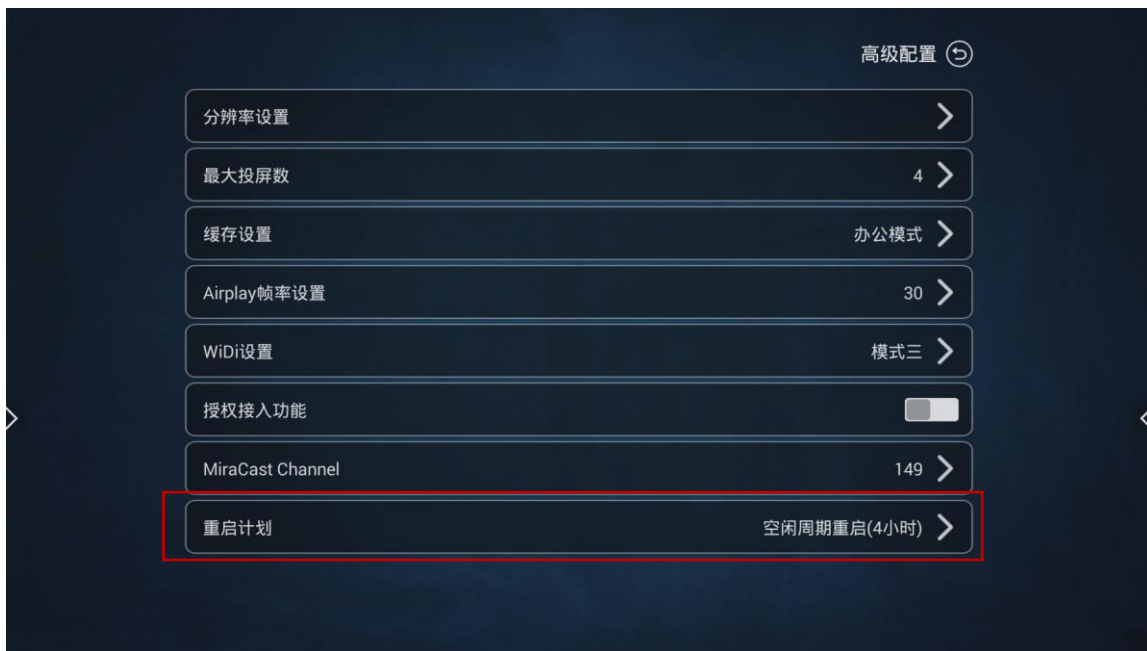 高级配置
分辨率设置
最大投屏数 4
缓存设置 办公模式
Airplay帧率设置 30
WiDi设置 模式三
授权接入功能
MiraCast Channel 149
重启计划 空闲周期重启(4小时)